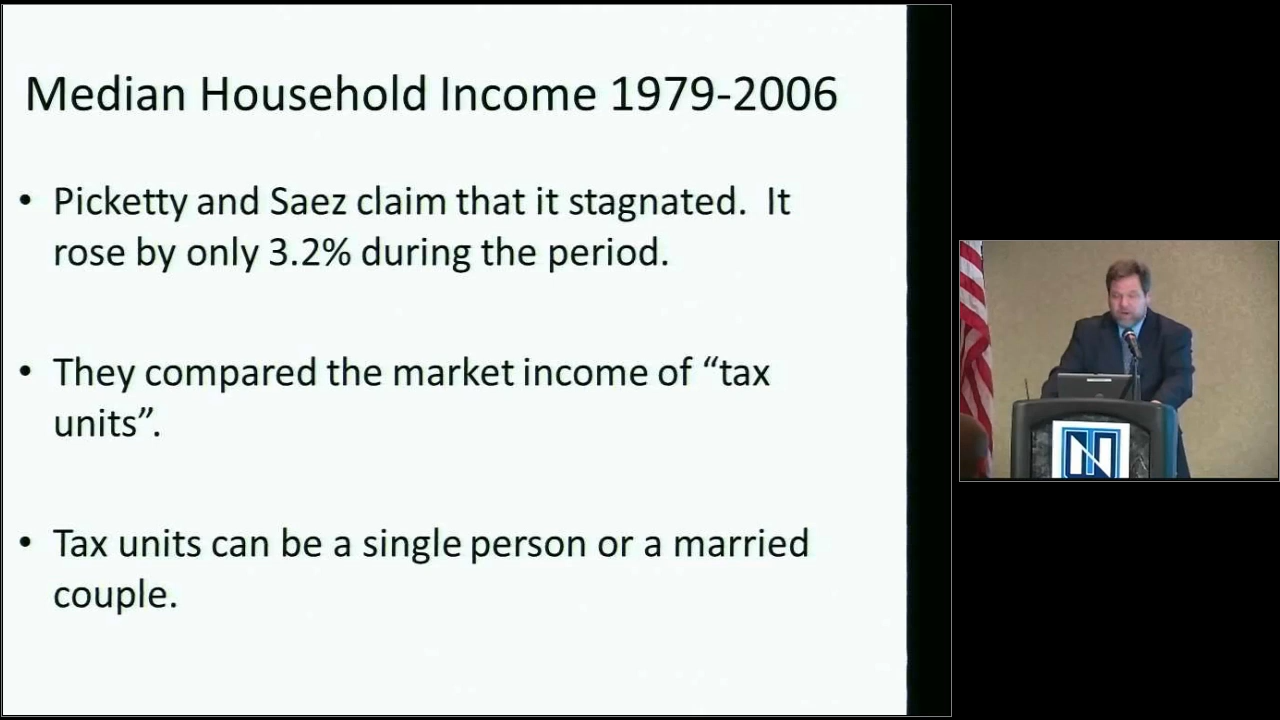 Median Household Income 1979-2006
• Picketty and Saez claim that it stagnated.  It
rose by only 3.2% during the period.
• They compared the market income of “tax
units”.
• Tax units can be a single person or a married
couple.